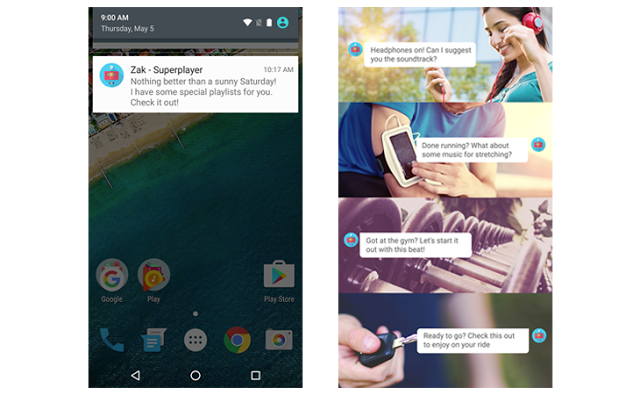 9:00 AM
Thursday, May 5
Zak - Superplayer 10:17 AM
Nothing better than a sunny Saturday!
I have some special playlists for you.
Check it out!
Google Play Play Store
Headphones on! Can I suggest
you the soundtrack?
Done running? What about
some music for stretching?
Got at the gym? Let's start it
out with this beat!
Ready to go? Check this out
to enjoy on your ride